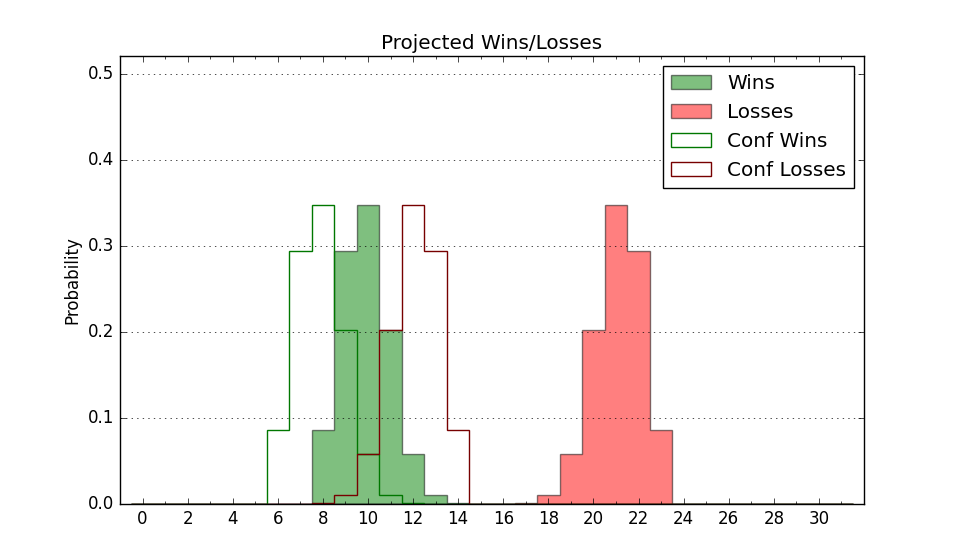 Projected Wins/Losses
0.5
0.4
0.3
0.2
0.1
0.0
Probability
Wins
Losses
Conf Wins
Conf Losses
0 2 4 6 8 10 12 14 16 18 20 22 24 26 28 30